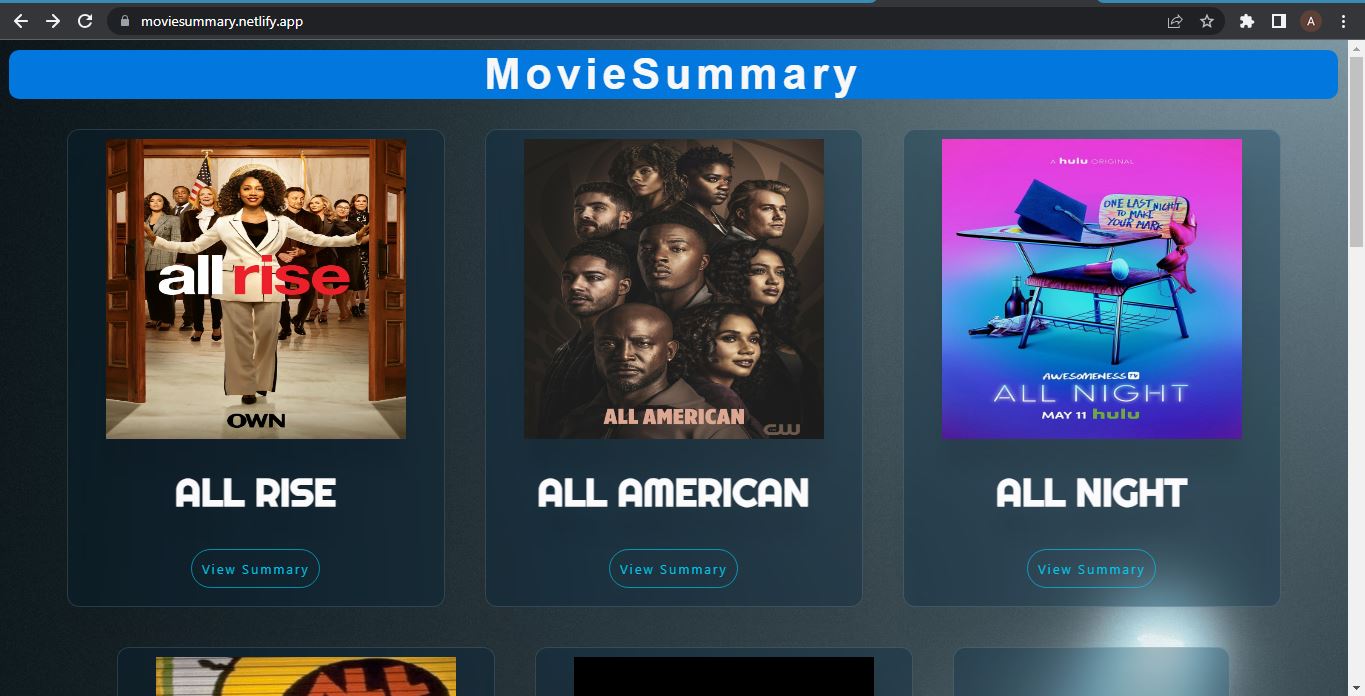 moviesummary.netlify.app
A
MovieSummary
all rise
OWN
ALL RISE
View Summary
ALL AMERICAN
CW
ALL AMERICAN
View Summary
A hulu ORIGINAL
ONE LAST NIGHT
TO MAKE
YOUR MARK
AWESOMENESS TV
ALL NIGHT
MAY 11 hulu
ALL NIGHT
View Summary